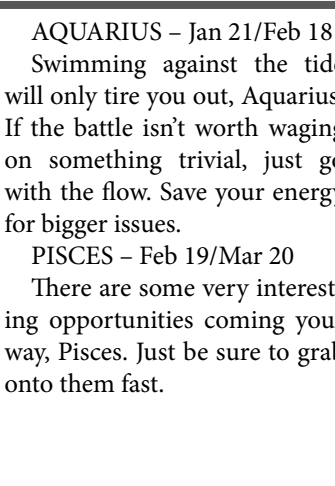 AQUARIUS – Jan 21/Feb 18
Swimming against the tide
will only tire you out, Aquarius
If the battle isn't worth waging
on something trivial, just go
with the flow. Save your energy
for bigger issues.
PISCES – Feb 19/Mar 20
There are some very interest
ing opportunities coming you
way, Pisces. Just be sure to grab
onto them fast.